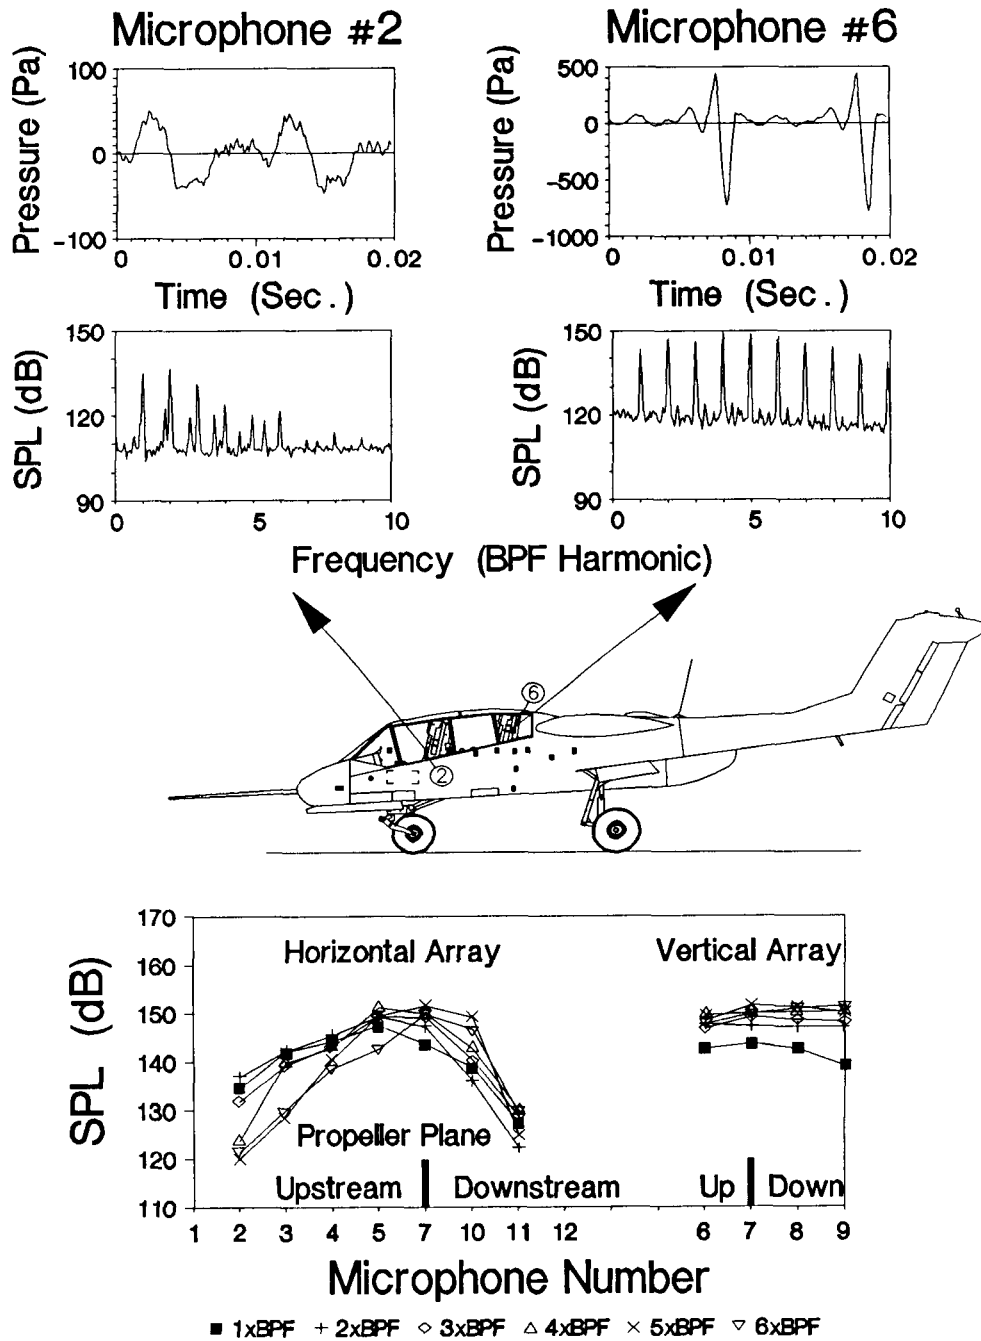 Microphone #2
Microphone #6
Pressure (Pa)
100
0
-100
0
0.01
0.02
Time (Sec.)
Pressure (Pa)
500
0
-500
-1000
0
0.01
0.02
Time (Sec.)
SPL (dB)
150
120
90
0
5
10
SPL (dB)
150
120
90
0
5
10
Frequency (BPF Harmonic)
6
2
SPL (dB)
170
160
150
140
130
120
110
Horizontal Array
Vertical Array
Propeller Plane
Upstream
Downstream
Up
Down
1 2 3 4 5 7 10 11 12 6 7 8 9
Microphone Number
1xBPF 2xBPF 3xBPF 4xBPF 5xBPF 6xBPF